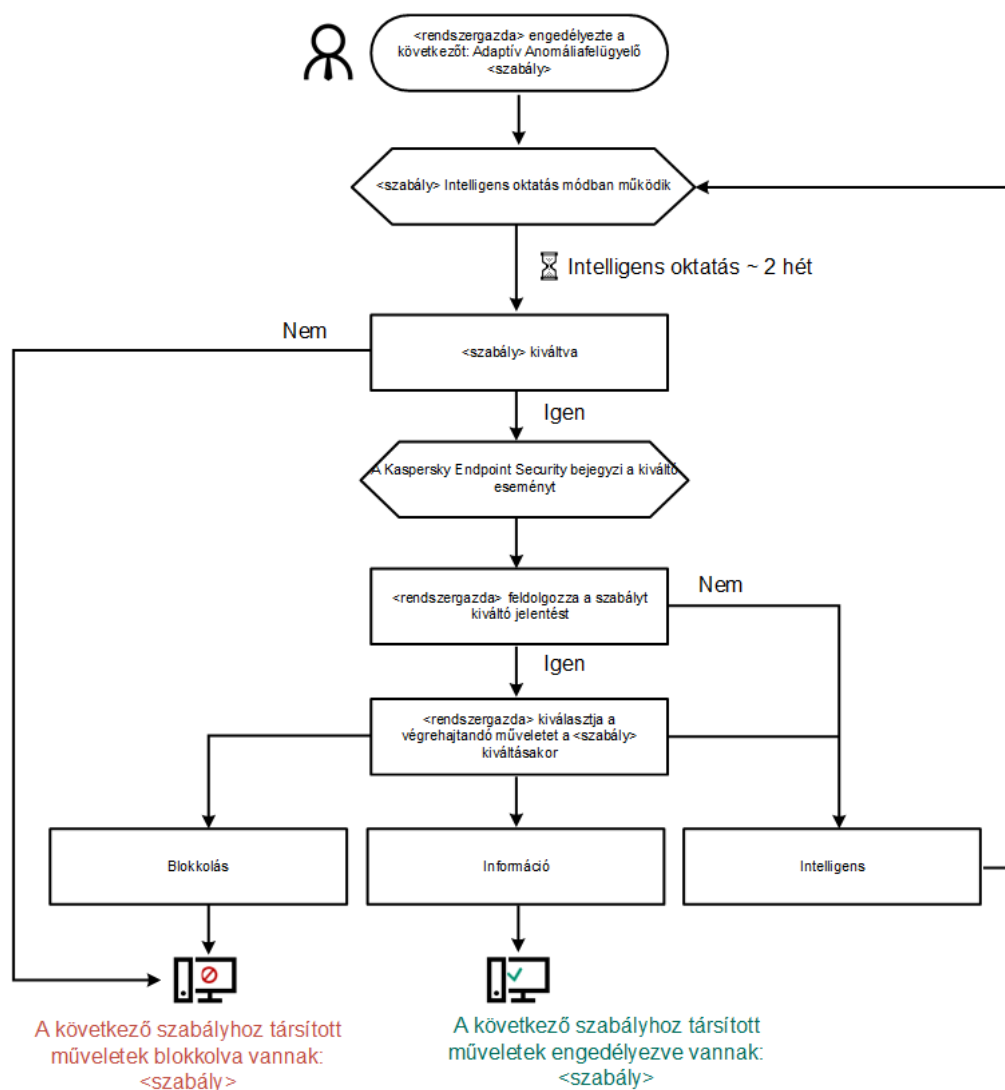 <rendszergazda> engedélyezte a
következőt: Adaptív Anomáliafelügyelő
<szabály>
<szabály> Intelligens oktatás módban működik
Intelligens oktatás ~ 2 hét
Nem
<szabály> kiváltva
Igen
A Kaspersky Endpoint Security bejegyzi a kiváltó
eseményt
Nem
<rendszergazda> feldolgozza a szabályt
kiváltó jelentést
Igen
<rendszergazda> kiválasztja a
végrehajtandó műveletet a <szabály>
kiváltásakor
Blokkolás
Információ
Intelligens
A következő szabályhoz társított
műveletek blokkolva vannak:
<szabály>
A következő szabályhoz társított
műveletek engedélyezve vannak:
<szabály>